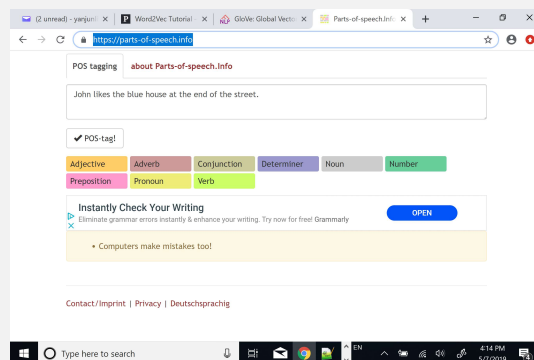 (2 unread) - yanjuni
Word2Vec Tutorial -
GloVe: Global Vecto
Parts-of-speech.Info
https://parts-of-speech.info
POS tagging
about Parts-of-speech.Info
John likes the blue house at the end of the street.
✔ POS-tag!
Adjective Adverb Conjunction Determiner Noun Number
Preposition Pronoun Verb
Instantly Check Your Writing
Eliminate grammar errors instantly & enhance your writing. Try now for free! Grammarly
OPEN
• Computers make mistakes too!
Contact/Imprint | Privacy | Deutschsprachig
Type here to search
EN
4:14 PM
5/7/2019